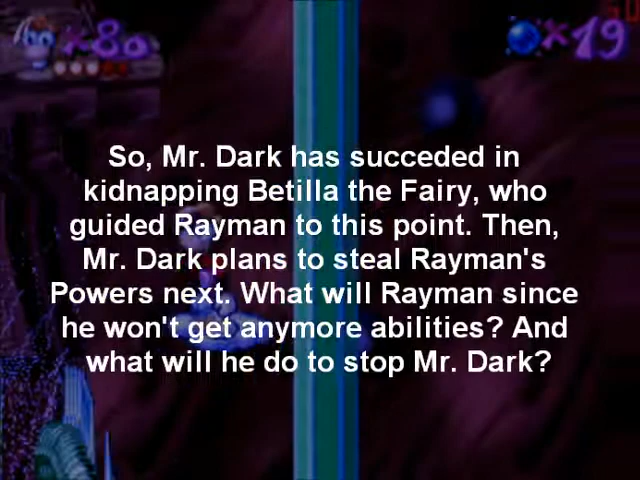 ×80
×19
So, Mr. Dark has succeded in
kidnapping Betilla the Fairy, who
guided Rayman to this point. Then,
Mr. Dark plans to steal Rayman's
Powers next. What will Rayman since
he won't get anymore abilities? And
what will he do to stop Mr. Dark?